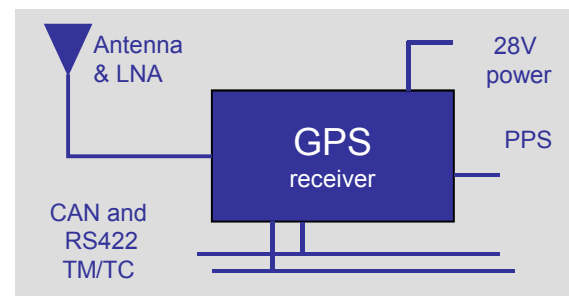 Antenna
& LNA
28V
power
GPS
receiver
PPS
CAN and
RS422
TM/TC